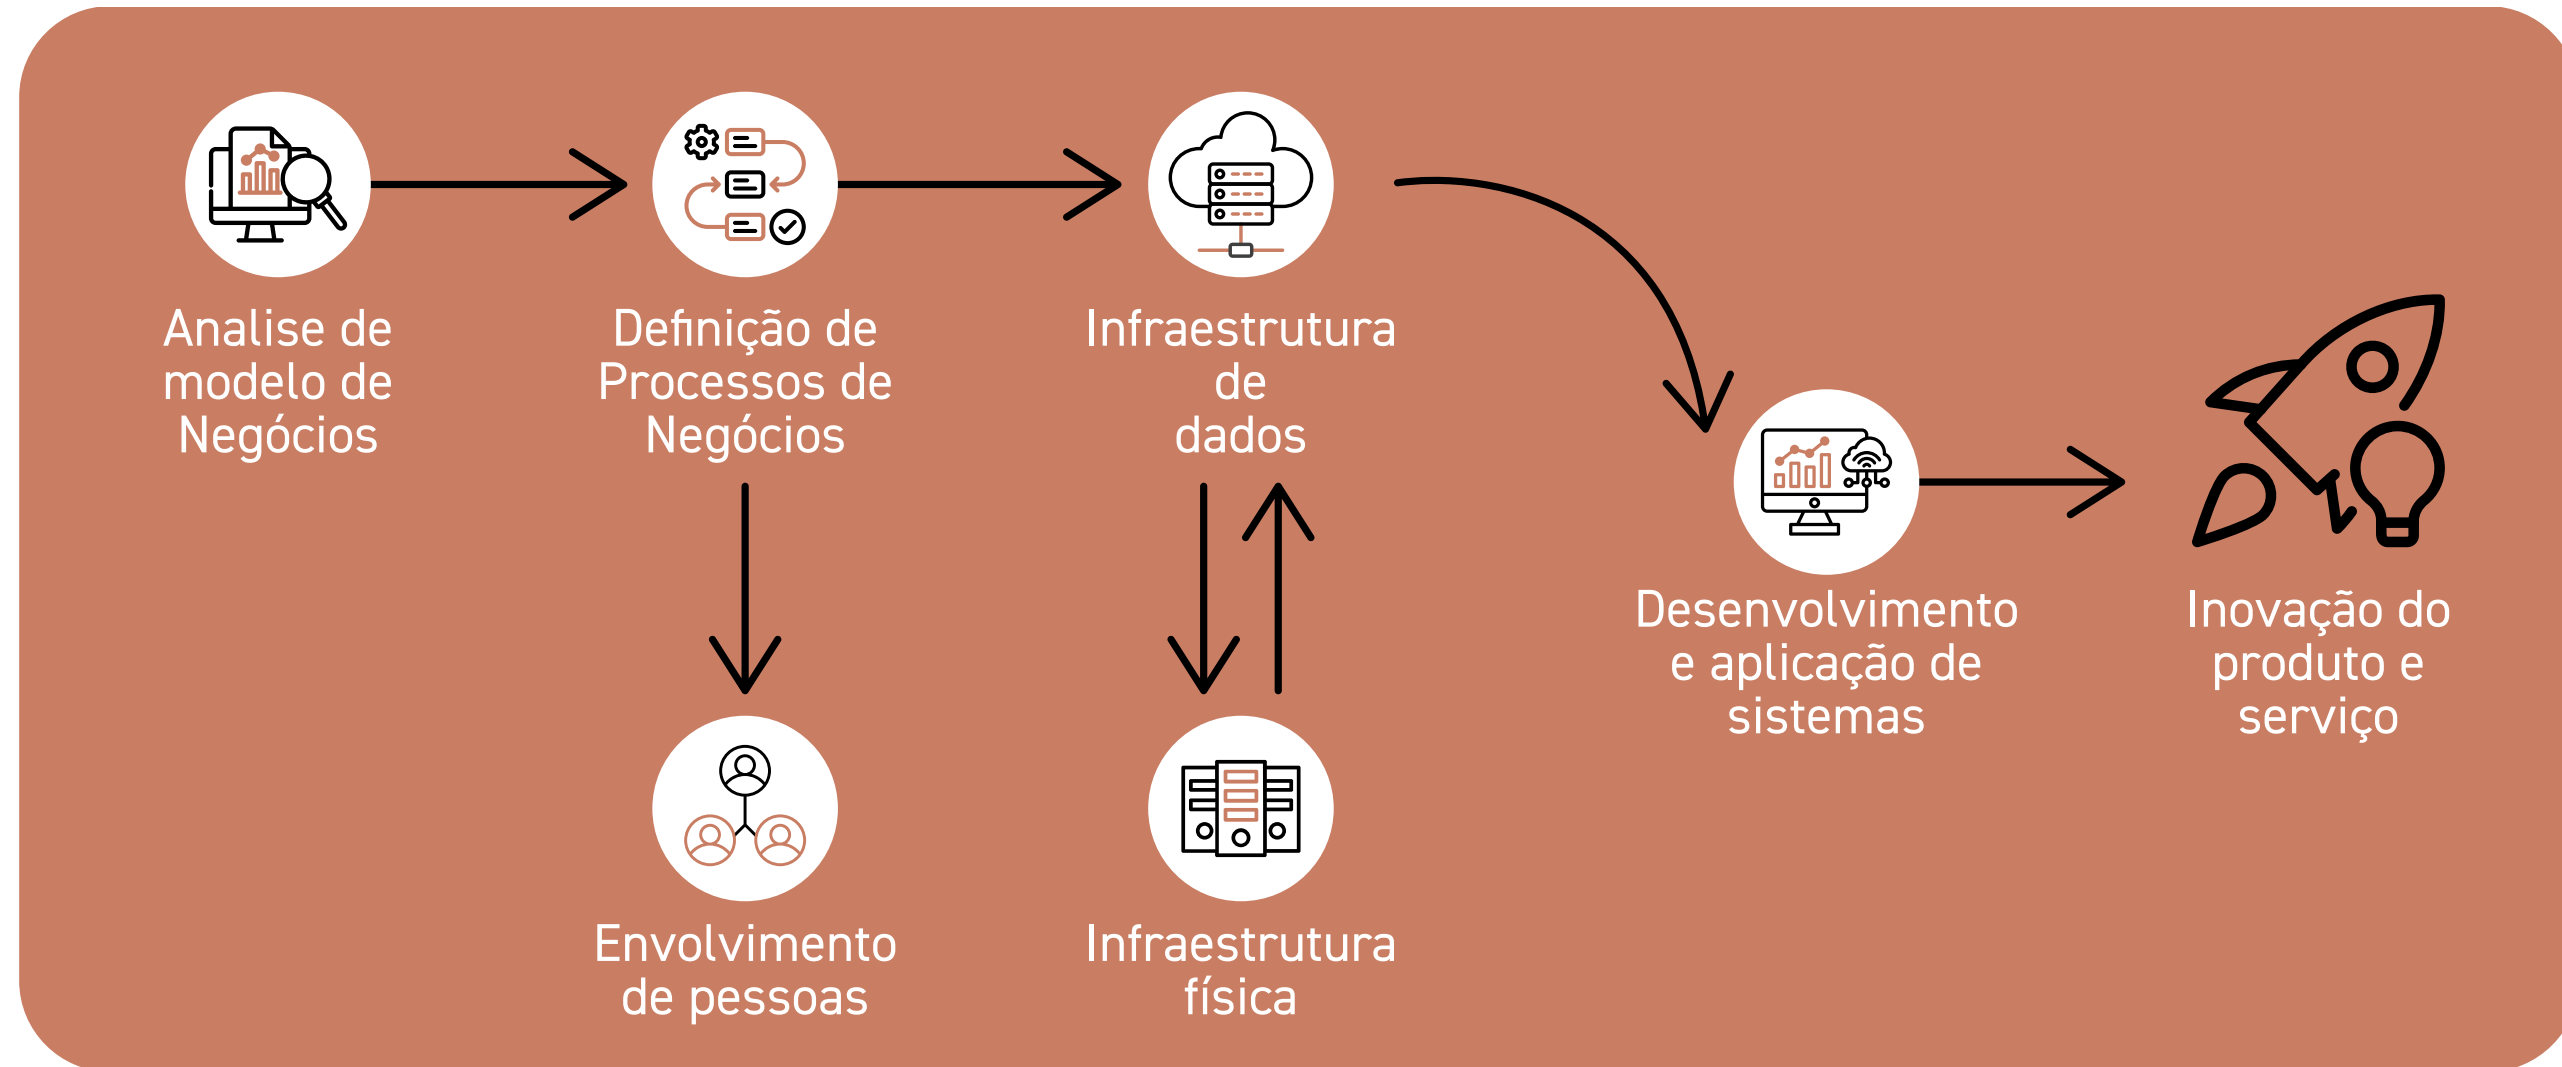 Analise de
modelo de
Negócios
Definição de
Processos de
Negócios
Infraestrutura
de
dados
Desenvolvimento
e aplicação de
sistemas
Inovação do
produto e
serviço
Envolvimento
de pessoas
Infraestrutura
física